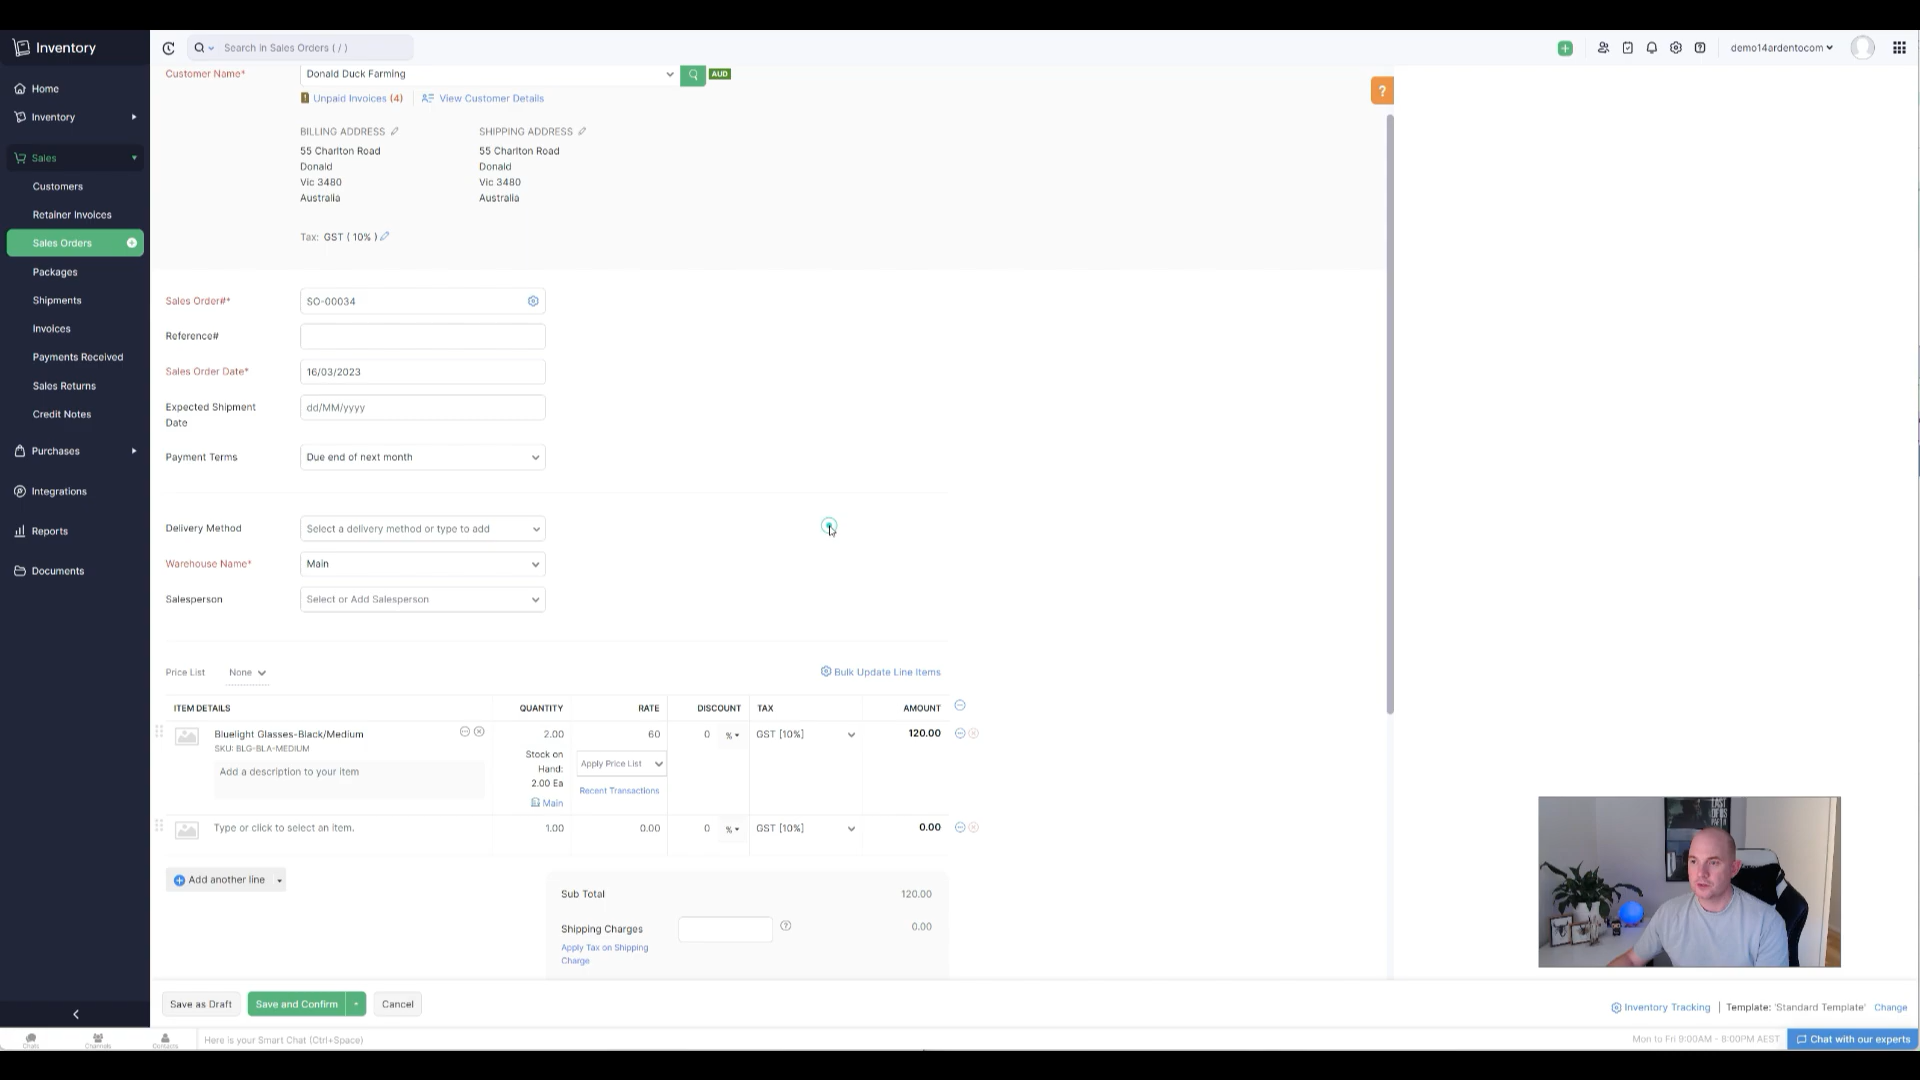 Inventory
Search in Sales Orders ( / )
demo14ardentocom
Home
Inventory
Sales
Customers
Retainer Invoices
Sales Orders
Packages
Shipments
Invoices
Payments Received
Sales Returns
Credit Notes
Purchases
Integrations
Reports
Documents
Customer Name*
Donald Duck Farming
AUD
Unpaid Invoices (4)
View Customer Details
BILLING ADDRESS
SHIPPING ADDRESS
55 Charlton Road
55 Charlton Road
Donald
Donald
Vic 3480
Vic 3480
Australia
Australia
Tax: GST ( 10% )
?
Sales Order#*
SO-00034
Reference#
Sales Order Date*
16/03/2023
Expected Shipment
Date
dd/MM/yyyy
Payment Terms
Due end of next month
Delivery Method
Select a delivery method or type to add
Warehouse Name*
Main
Salesperson
Select or Add Salesperson
Price List
None
Bulk Update Line Items
ITEM DETAILS
QUANTITY
RATE
DISCOUNT
TAX
AMOUNT
Bluelight Glasses-Black/Medium
SKU: BLG-BLA-MEDIUM
Add a description to your item
2.00
Stock on
Hand:
2.00 Ea
Main
60
Apply Price List
Recent Transactions
0
%
GST [10%]
120.00
Type or click to select an item.
1.00
0.00
0
%
GST [10%]
0.00
Add another line
Sub Total
120.00
Shipping Charges
0.00
Apply Tax on Shipping
Charge
Save as Draft
Save and Confirm
Cancel
Inventory Tracking
Template: 'Standard Template'
Change
Chats
Channels
Contacts
Here is your Smart Chat (Ctrl+Space)
Mon to Fri 9:00AM - 8:00PM AEST
Chat with our experts